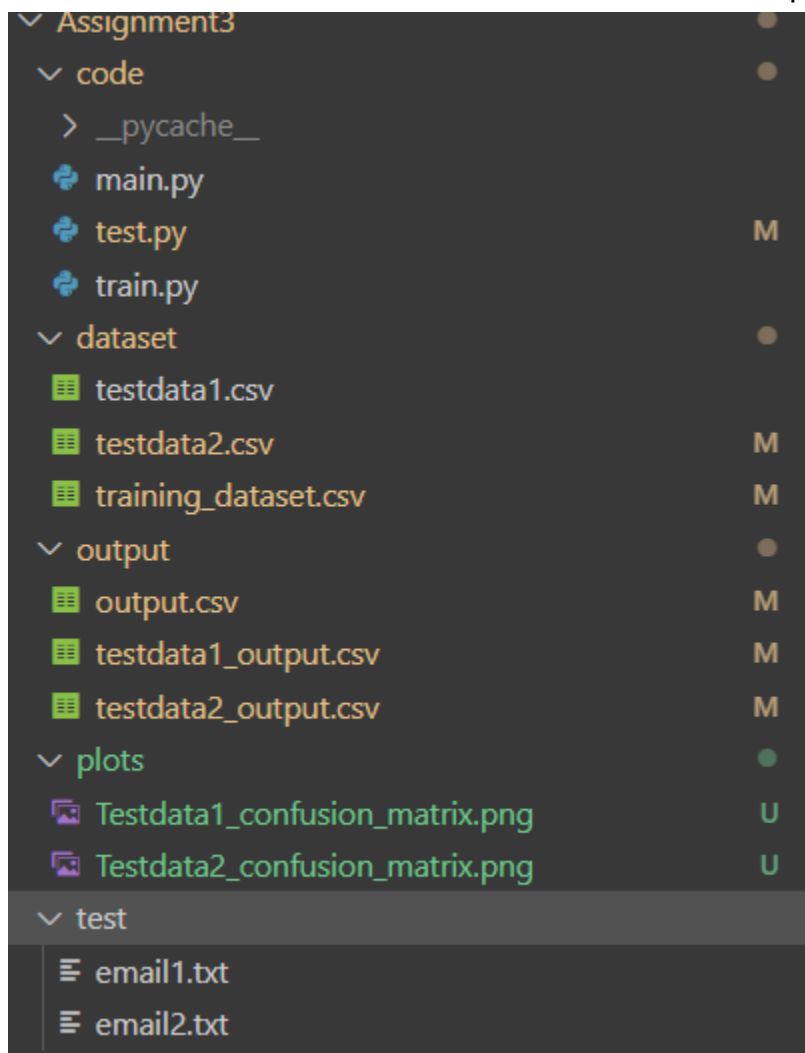 Assignment3
code
__pycache__
main.py
test.py M
train.py
dataset
testdata1.csv
testdata2.csv M
training_dataset.csv M
output
output.csv M
testdata1_output.csv M
testdata2_output.csv M
plots
Testdata1_confusion_matrix.png U
Testdata2_confusion_matrix.png U
test
email1.txt
email2.txt